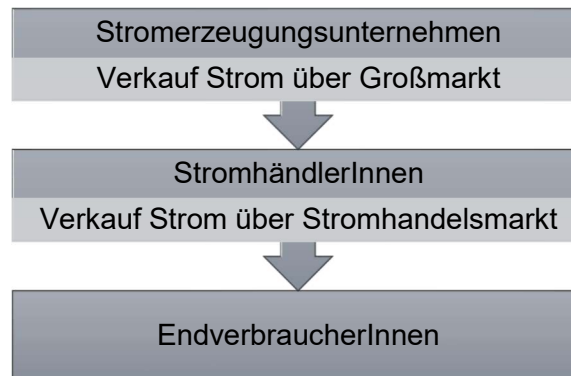 Stromerzeugungsunternehmen
Verkauf Strom über Großmarkt
StromhändlerInnen
Verkauf Strom über Stromhandelsmarkt
EndverbraucherInnen